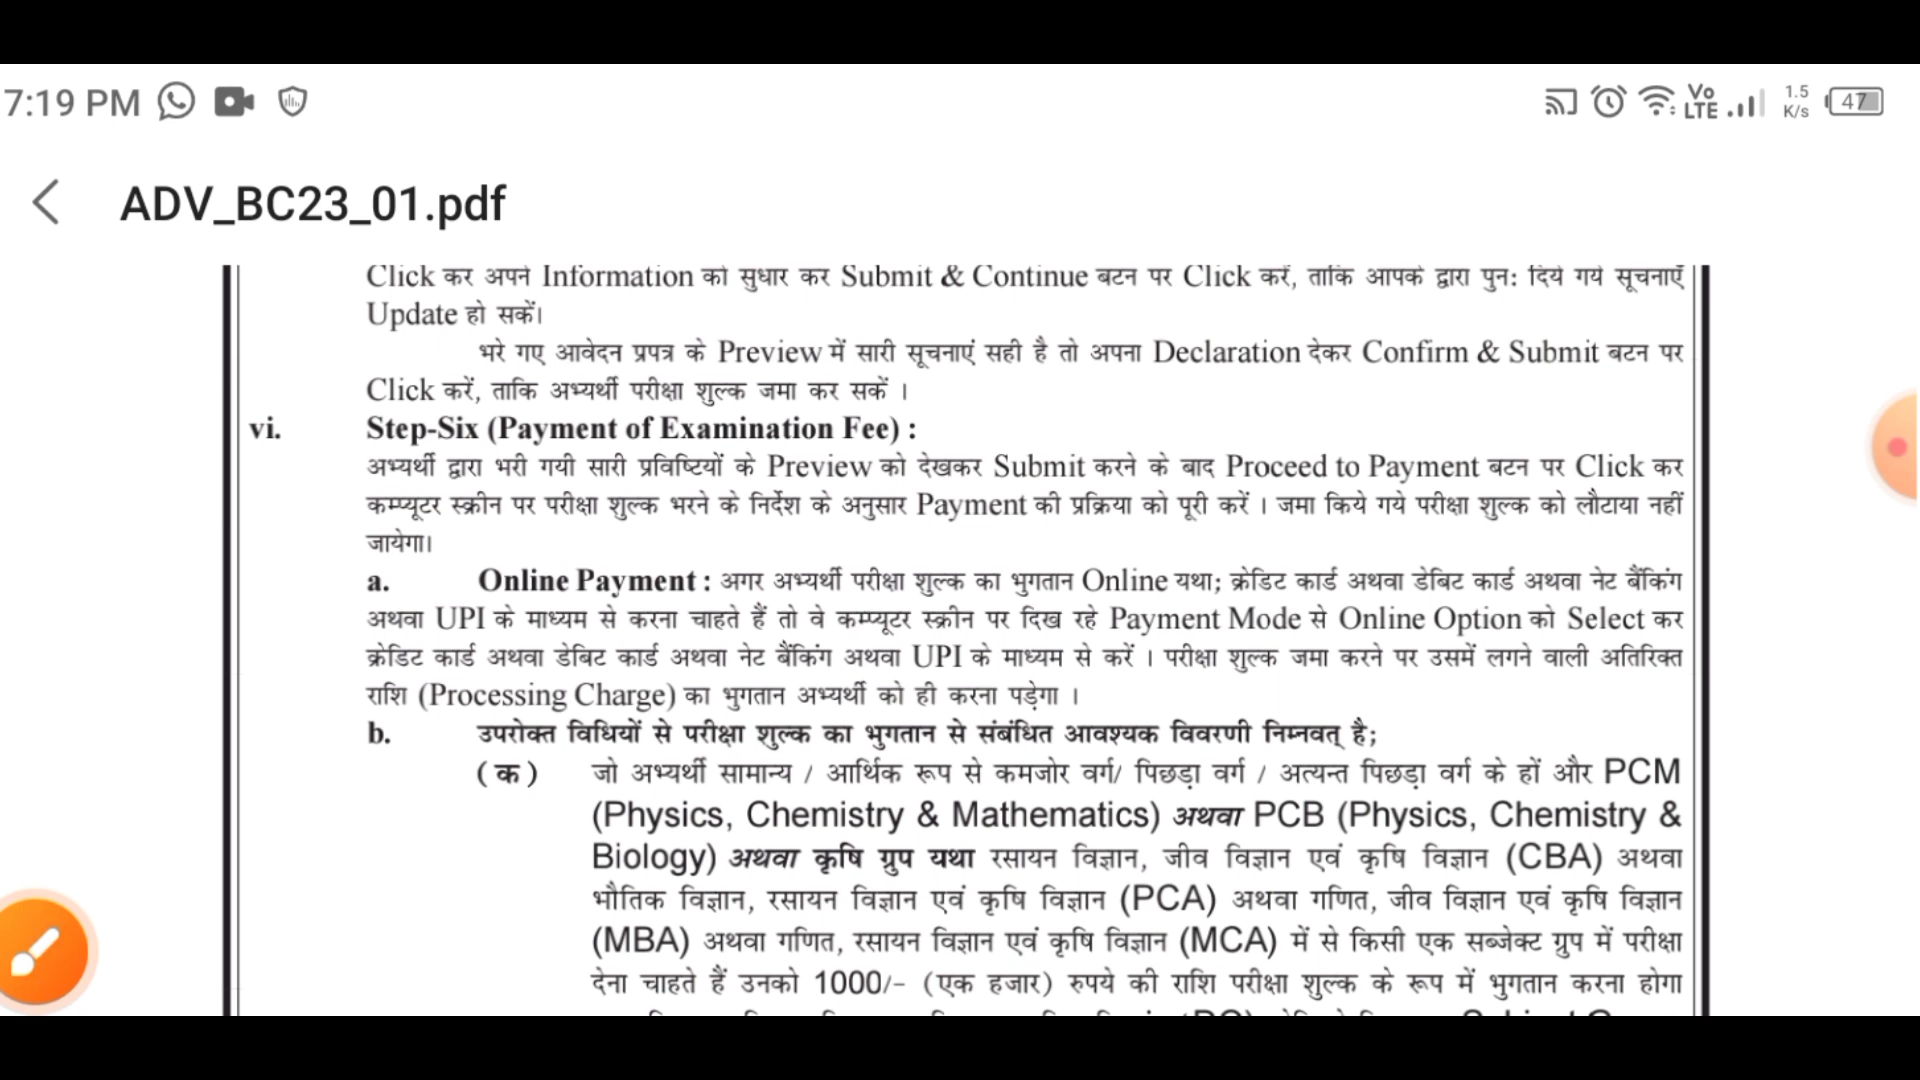 7:19 PM
Vo LTE 1.5 K/s 47
ADV_BC23_01.pdf
Click कर अपने Information को सुधार कर Submit & Continue बटन पर Click करें, ताकि आपके द्वारा पुन: दिये गये सूचनाएँ
Update हो सकें।
भरे गए आवेदन प्रपत्र के Preview में सारी सूचनाएं सही है तो अपना Declaration देकर Confirm & Submit बटन पर
Click करें, ताकि अभ्यर्थी परीक्षा शुल्क जमा कर सकें ।
vi. Step-Six (Payment of Examination Fee) :
अभ्यर्थी द्वारा भरी गयी सारी प्रविष्टियों के Preview को देखकर Submit करने के बाद Proceed to Payment बटन पर Click कर
कम्प्यूटर स्क्रीन पर परीक्षा शुल्क भरने के निर्देश के अनुसार Payment की प्रक्रिया को पूरी करें । जमा किये गये परीक्षा शुल्क को लौटाया नहीं
जायेगा।
a. Online Payment : अगर अभ्यर्थी परीक्षा शुल्क का भुगतान Online यथा; क्रेडिट कार्ड अथवा डेबिट कार्ड अथवा नेट बैंकिंग
अथवा UPI के माध्यम से करना चाहते हैं तो वे कम्प्यूटर स्क्रीन पर दिख रहे Payment Mode से Online Option को Select कर
क्रेडिट कार्ड अथवा डेबिट कार्ड अथवा नेट बैंकिंग अथवा UPI के माध्यम से करें । परीक्षा शुल्क जमा करने पर उसमें लगने वाली अतिरिक्त
राशि (Processing Charge) का भुगतान अभ्यर्थी को ही करना पड़ेगा ।
b. उपरोक्त विधियों से परीक्षा शुल्क का भुगतान से संबंधित आवश्यक विवरणी निम्नवत् है;
(क) जो अभ्यर्थी सामान्य / आर्थिक रूप से कमजोर वर्ग/ पिछड़ा वर्ग / अत्यन्त पिछड़ा वर्ग के हों और PCM
(Physics, Chemistry & Mathematics) अथवा PCB (Physics, Chemistry &
Biology) अथवा कृषि ग्रुप यथा रसायन विज्ञान, जीव विज्ञान एवं कृषि विज्ञान (CBA) अथवा
भौतिक विज्ञान, रसायन विज्ञान एवं कृषि विज्ञान (PCA) अथवा गणित, जीव विज्ञान एवं कृषि विज्ञान
(MBA) अथवा गणित, रसायन विज्ञान एवं कृषि विज्ञान (MCA) में से किसी एक सब्जेक्ट ग्रुप में परीक्षा
देना चाहते हैं उनको 1000/- (एक हजार) रुपये की राशि परीक्षा शुल्क के रूप में भुगतान करना होगा